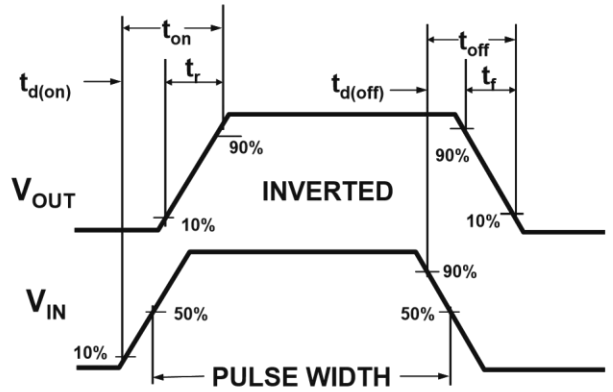 t_on
t_off
t_d(on)
t_r
t_d(off)
t_f
90%
90%
V_OUT
INVERTED
10%
10%
90%
V_IN
50%
50%
10%
PULSE WIDTH